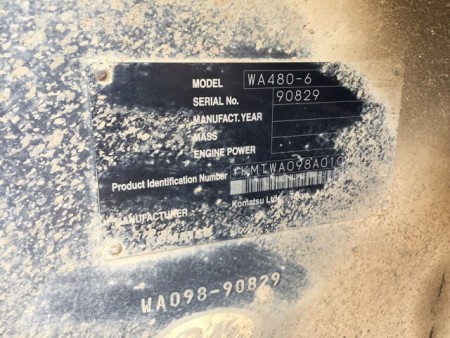 MODEL WA480-6
SERIAL No. 90829
MANUFACT. YEAR
MASS
ENGINE POWER
Product Identification Number KMTWA098A010
MANUFACTURER Komatsu Ltd.
WA098-90829